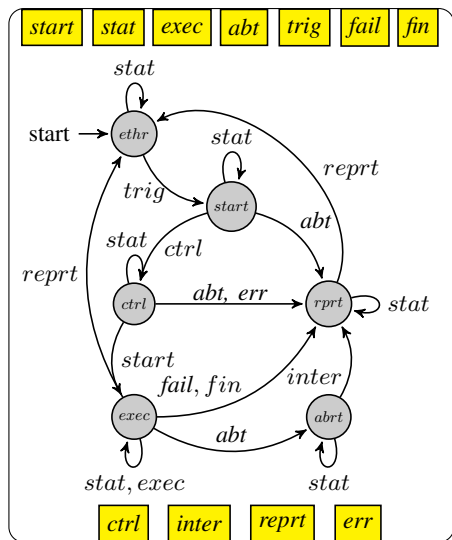 start stat exec abt trig fail fin
stat
start ethr
stat
reprt
trig
start
abt
stat
ctrl
reprt
ctrl
abt, err
rprt
stat
start
fail, fin
inter
exec
abt
abrt
stat, exec
stat
ctrl inter reprt err